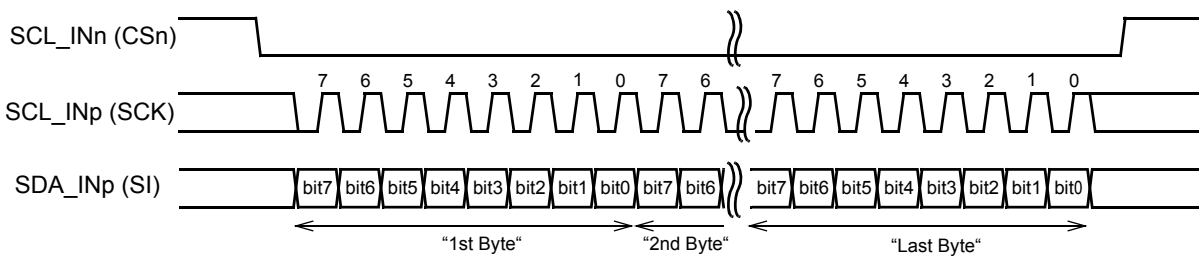 SCL_INn (CSn)
7 6 5 4 3 2 1 0 7 6 7 6 5 4 3 2 1 0
SCL_INp (SCK)
SDA_INp (SI) bit7 bit6 bit5 bit4 bit3 bit2 bit1 bit0 bit7 bit6 bit7 bit6 bit5 bit4 bit3 bit2 bit1 bit0
“1st Byte“ “2nd Byte“ “Last Byte“